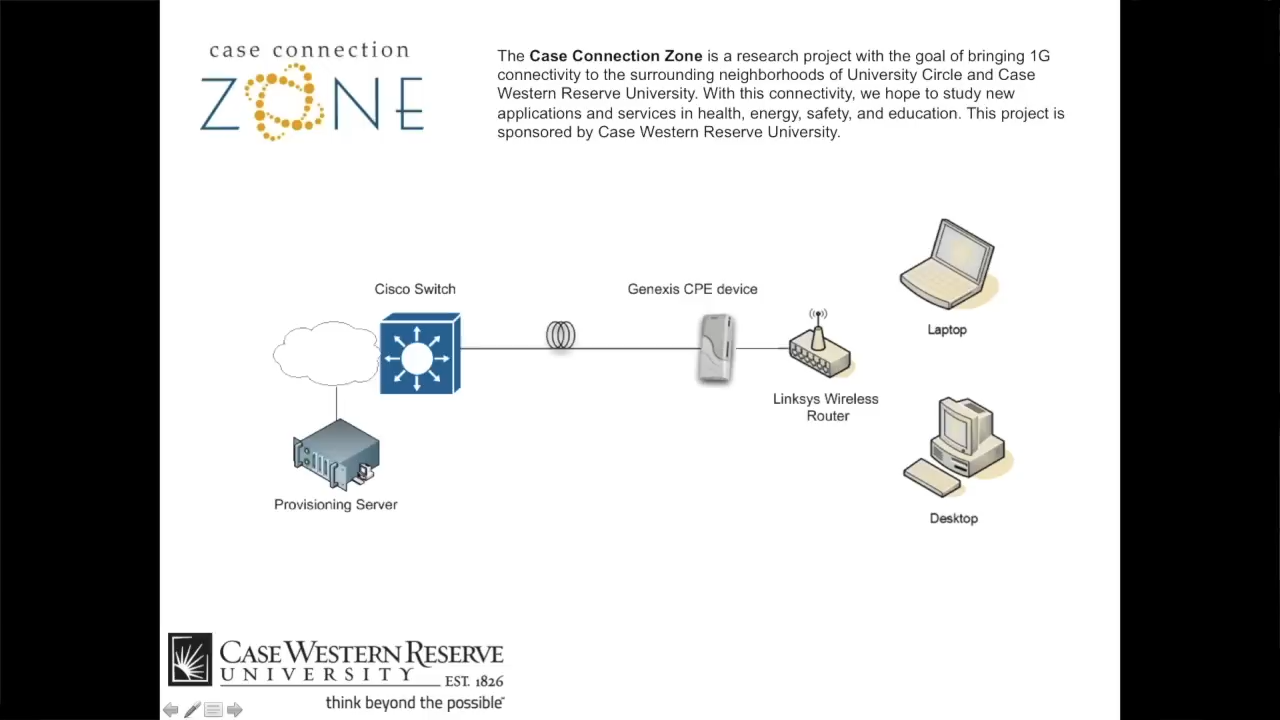 case connection
ZONE
The Case Connection Zone is a research project with the goal of bringing 1G
connectivity to the surrounding neighborhoods of University Circle and Case
Western Reserve University. With this connectivity, we hope to study new
applications and services in health, energy, safety, and education. This project is
sponsored by Case Western Reserve University.
Cisco Switch
Genexis CPE device
Laptop
Linksys Wireless
Router
Provisioning Server
Desktop
CASE WESTERN RESERVE
UNIVERSITY EST. 1826
think beyond the possible™